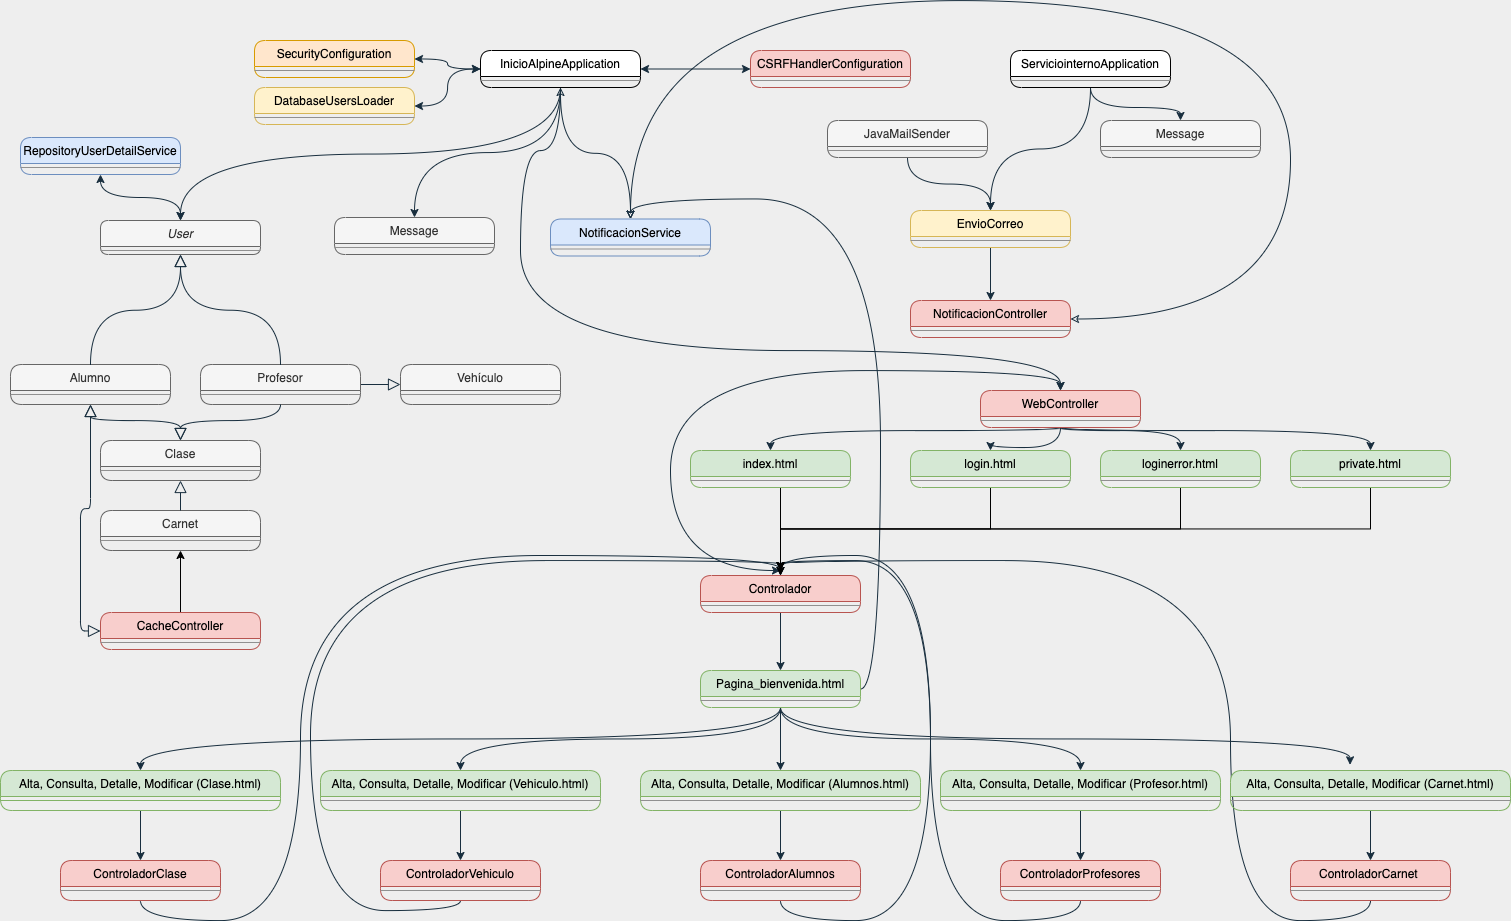 SecurityConfiguration
InicioAlpineApplication
CSRFHandlerConfiguration
ServiciointernoApplication
DatabaseUsersLoader
JavaMailSender
Message
RepositoryUserDetailService
User
Message
NotificacionService
EnvioCorreo
NotificacionController
Alumno
Profesor
Vehículo
WebController
Clase
index.html
login.html
loginerror.html
private.html
Carnet
Controlador
CacheController
Pagina_bienvenida.html
Alta, Consulta, Detalle, Modificar (Clase.html)
Alta, Consulta, Detalle, Modificar (Vehiculo.html)
Alta, Consulta, Detalle, Modificar (Alumnos.html)
Alta, Consulta, Detalle, Modificar (Profesor.html)
Alta, Consulta, Detalle, Modificar (Carnet.html)
ControladorClase
ControladorVehiculo
ControladorAlumnos
ControladorProfesores
ControladorCarnet